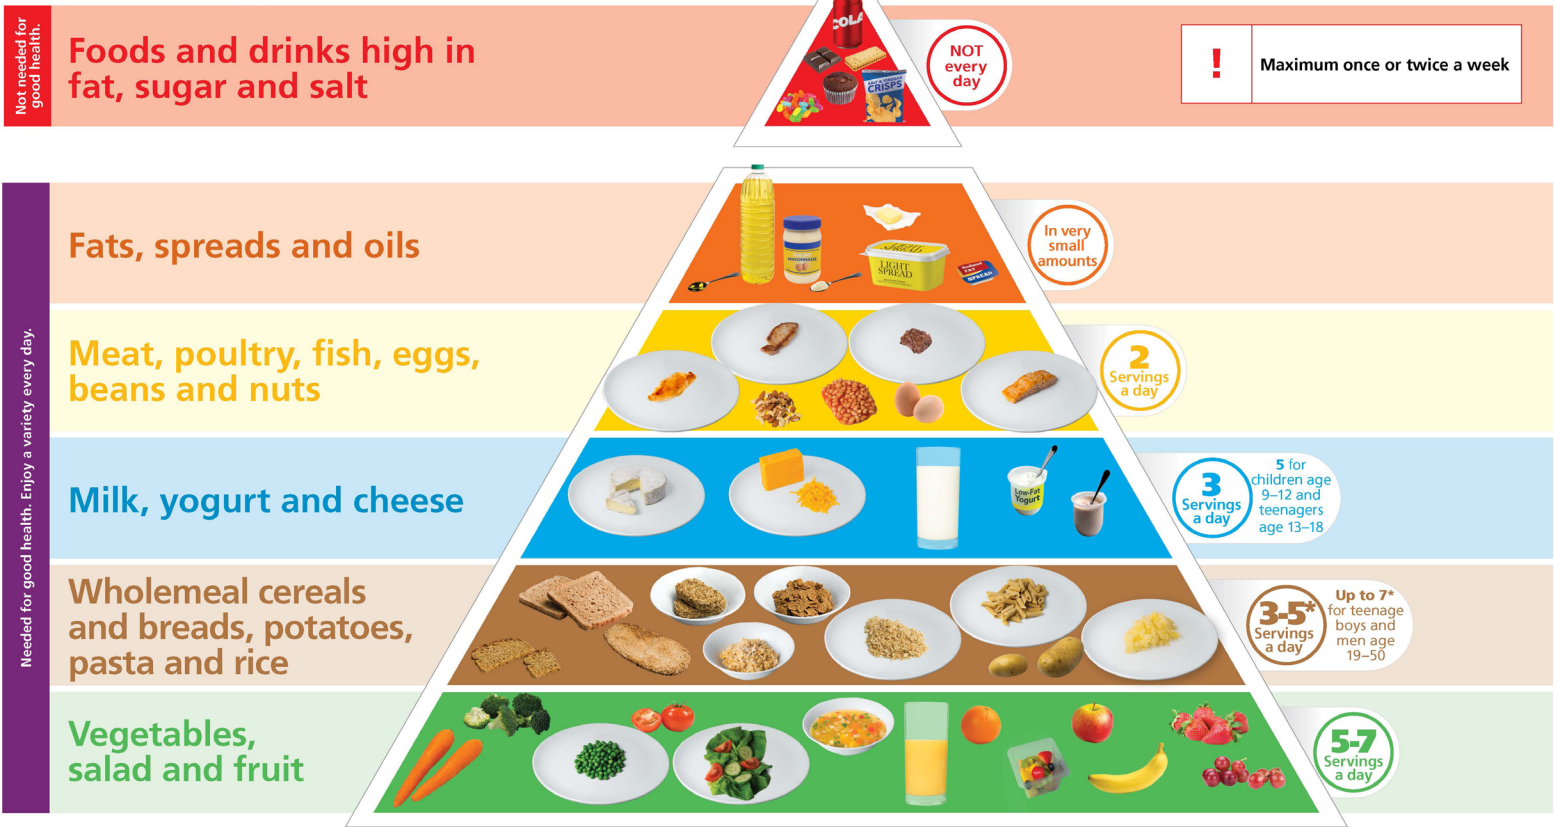 Not needed for
good health.
Foods and drinks high in
fat, sugar and salt
COLA
SALT & VINEGAR
CRISPS
NOT
every
day
!
Maximum once or twice a week
Needed for good health. Enjoy a variety every day.
Fats, spreads and oils
MAYONNAISE
LIGHT
SPREAD
REDUCED
FAT
SPREAD
In very
small
amounts
Meat, poultry, fish, eggs,
beans and nuts
2
Servings
a day
Milk, yogurt and cheese
Low-Fat
Yogurt
3
Servings
a day
5 for
children age
9–12 and
teenagers
age 13–18
Wholemeal cereals
and breads, potatoes,
pasta and rice
3-5*
Servings
a day
Up to 7*
for teenage
boys and
men age
19–50
Vegetables,
salad and fruit
5-7
Servings
a day